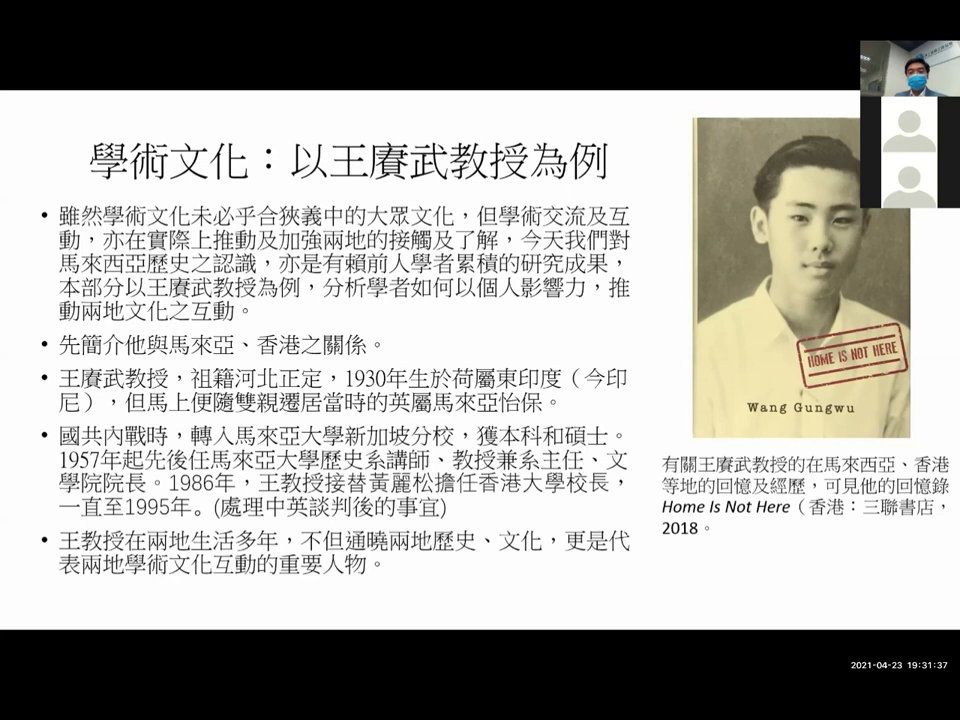 學術文化：以王賡武教授為例
• 雖然學術文化未必乎合狹義中的大眾文化，但學術交流及互
動，亦在實際上推動及加強兩地的接觸及了解，今天我們對
馬來西亞歷史之認識，亦是有賴前人學者累積的研究成果，
本部分以王賡武教授為例，分析學者如何以個人影響力，推
動兩地文化之互動。
• 先簡介他與馬來亞、香港之關係。
• 王賡武教授，祖籍河北正定，1930年生於荷屬東印度（今印
尼），但馬上便隨雙親遷居當時的英屬馬來亞怡保。
• 國共內戰時，轉入馬來亞大學新加坡分校，獲本科和碩士。
1957年起先後任馬來亞大學歷史系講師、教授兼系主任、文
學院院長。1986年，王教授接替黃麗松擔任香港大學校長，
一直至1995年。(處理中英談判後的事宜)
• 王教授在兩地生活多年，不但通曉兩地歷史、文化，更是代
表兩地學術文化互動的重要人物。
HOME IS NOT HERE
Wang Gungwu
有關王賡武教授的在馬來西亞、香港
等地的回憶及經歷，可見他的回憶錄
Home Is Not Here（香港：三聯書店，
2018。
2021-04-23 19:31:37